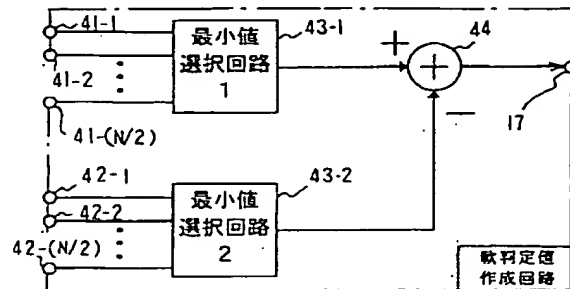 41-1
41-2
41-(N/2)
最小値
選択回路
1
43-1
+
44
+
−
17
42-1
42-2
42-(N/2)
最小値
選択回路
2
43-2
軟判定値
作成回路